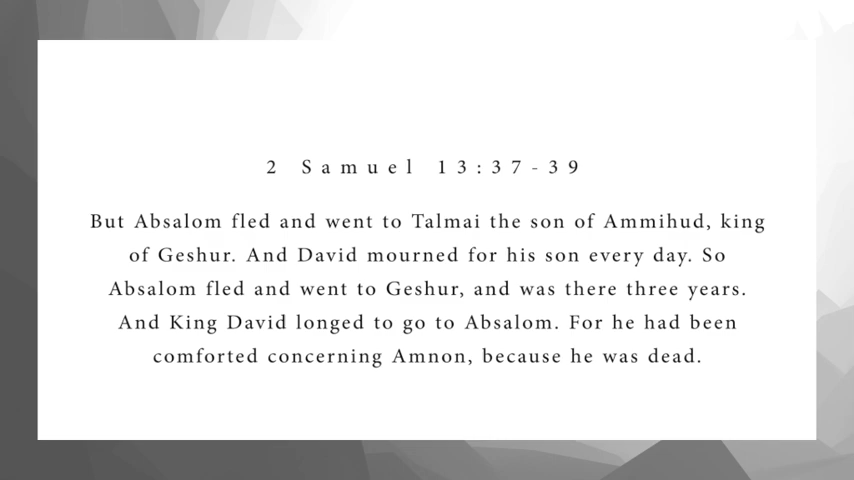 2 Samuel 13:37-39
But Absalom fled and went to Talmai the son of Ammihud, king
of Geshur. And David mourned for his son every day. So
Absalom fled and went to Geshur, and was there three years.
And King David longed to go to Absalom. For he had been
comforted concerning Amnon, because he was dead.